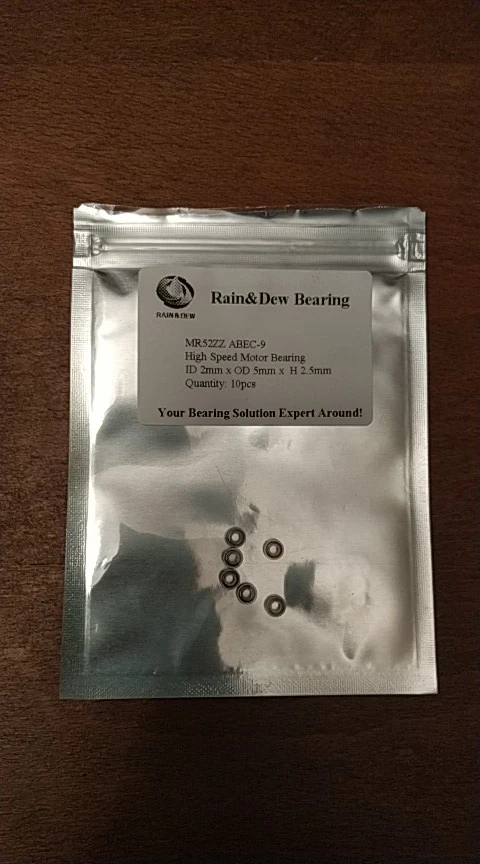 Rain&Dew Bearing
RAIN&DEW
MR52ZZ ABEC-9
High Speed Motor Bearing
ID 2mm x OD 5mm x H 2.5mm
Quantity: 10pcs
Your Bearing Solution Expert Around!